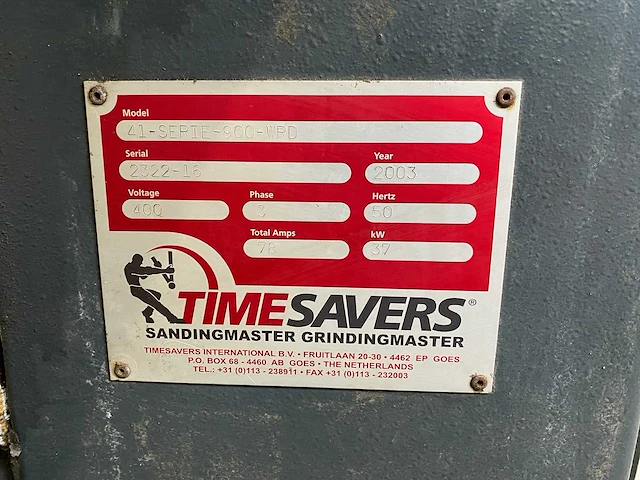 Model
41-SERIE-900-WRD
Serial
Year
2322-16
2003
Voltage
Phase
Hertz
400
3
50
Total Amps
kW
78
37
TIMESAVERS®
SANDINGMASTER GRINDINGMASTER
TIMESAVERS INTERNATIONAL B.V. • FRUITLAAN 20-30 • 4462 EP GOES
P.O. BOX 68 - 4460 AB GOES • THE NETHERLANDS
TEL.: +31 (0)113 - 238911 • FAX +31 (0)113 - 232003